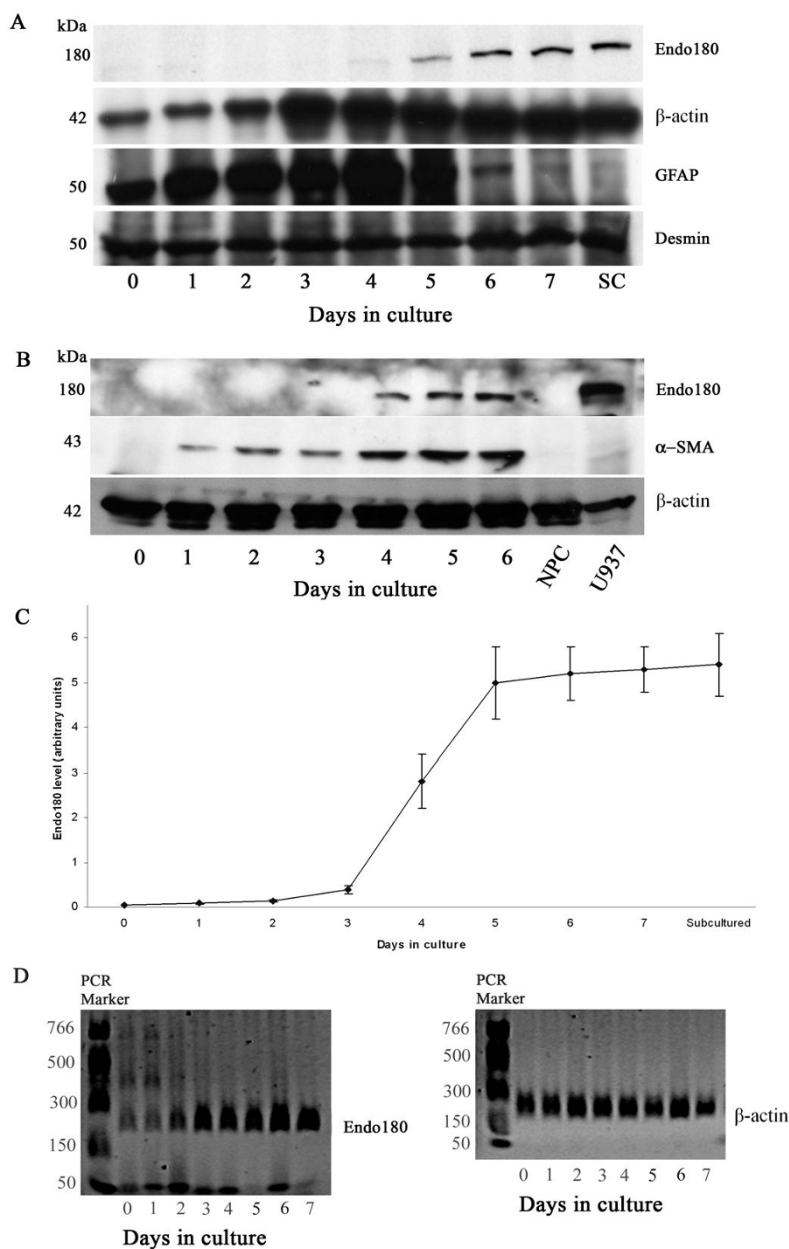 A
kDa
180
Endo180
42
β-actin
50
GFAP
50
Desmin
0 1 2 3 4 5 6 7 SC
Days in culture
B
kDa
180
Endo180
43
α-SMA
42
β-actin
0 1 2 3 4 5 6 NPC U937
Days in culture
C
Endo180 level (arbitrary units)
6
5
4
3
2
1
0
0 1 2 3 4 5 6 7 Subcultured
Days in culture
D
PCR
Marker
766
500
300
150
50
Endo180
0 1 2 3 4 5 6 7
Days in culture
PCR
Marker
766
500
300
150
50
β-actin
0 1 2 3 4 5 6 7
Days in culture